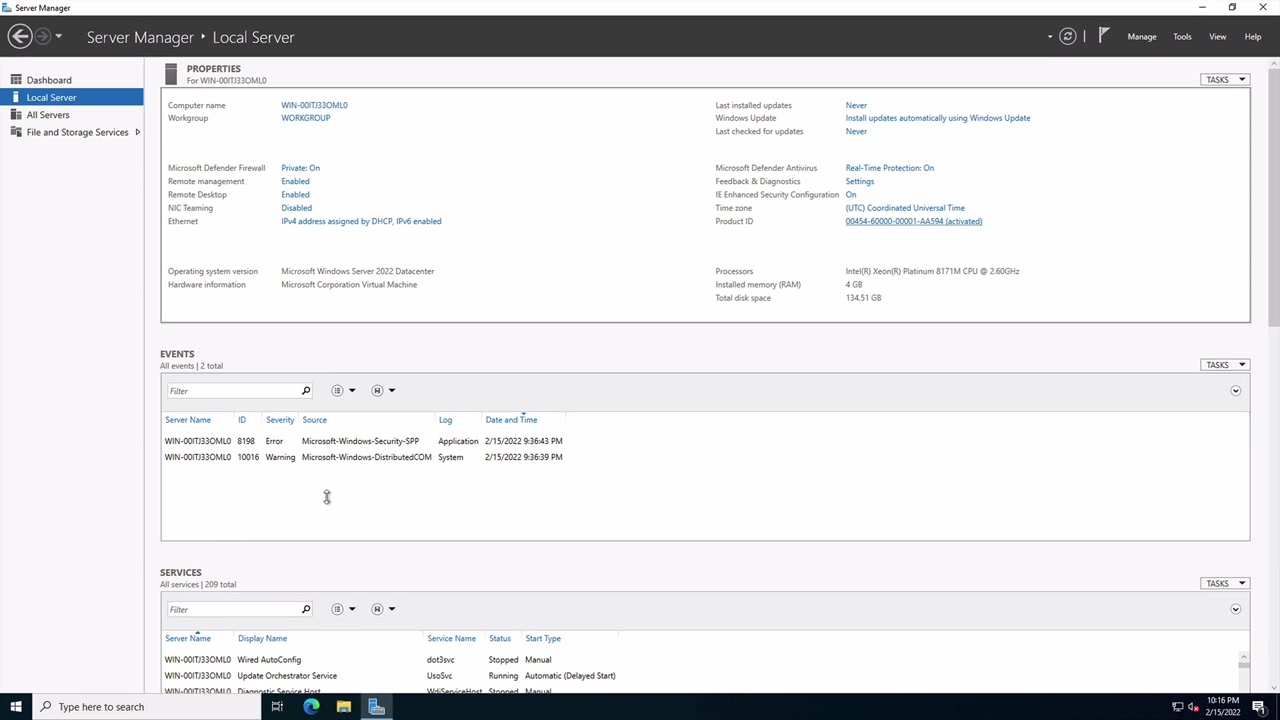 Server Manager
Server Manager ‣ Local Server
Manage Tools View Help
Dashboard
Local Server
All Servers
File and Storage Services
PROPERTIES
For WIN-00ITJ33OML0
TASKS
Computer name WIN-00ITJ33OML0 Last installed updates Never
Workgroup WORKGROUP Windows Update Install updates automatically using Windows Update
Last checked for updates Never
Microsoft Defender Firewall Private: On Microsoft Defender Antivirus Real-Time Protection: On
Remote management Enabled Feedback & Diagnostics Settings
Remote Desktop Enabled IE Enhanced Security Configuration On
NIC Teaming Disabled Time zone (UTC) Coordinated Universal Time
Ethernet IPv4 address assigned by DHCP, IPv6 enabled Product ID 00454-60000-00001-AA594 (activated)
Operating system version Microsoft Windows Server 2022 Datacenter Processors Intel(R) Xeon(R) Platinum 8171M CPU @ 2.60GHz
Hardware information Microsoft Corporation Virtual Machine Installed memory (RAM) 4 GB
Total disk space 134.51 GB
EVENTS
All events | 2 total
TASKS
Filter
Server Name ID Severity Source Log Date and Time
WIN-00ITJ33OML0 8198 Error Microsoft-Windows-Security-SPP Application 2/15/2022 9:36:43 PM
WIN-00ITJ33OML0 10016 Warning Microsoft-Windows-DistributedCOM System 2/15/2022 9:36:39 PM
SERVICES
All services | 209 total
TASKS
Filter
Server Name Display Name Service Name Status Start Type
WIN-00ITJ33OML0 Wired AutoConfig dot3svc Stopped Manual
WIN-00ITJ33OML0 Update Orchestrator Service UsoSvc Running Automatic (Delayed Start)
WIN-00ITJ33OML0 Diagnostic Service Host WdiServiceHost Stopped Manual
Type here to search
10:16 PM
2/15/2022
1